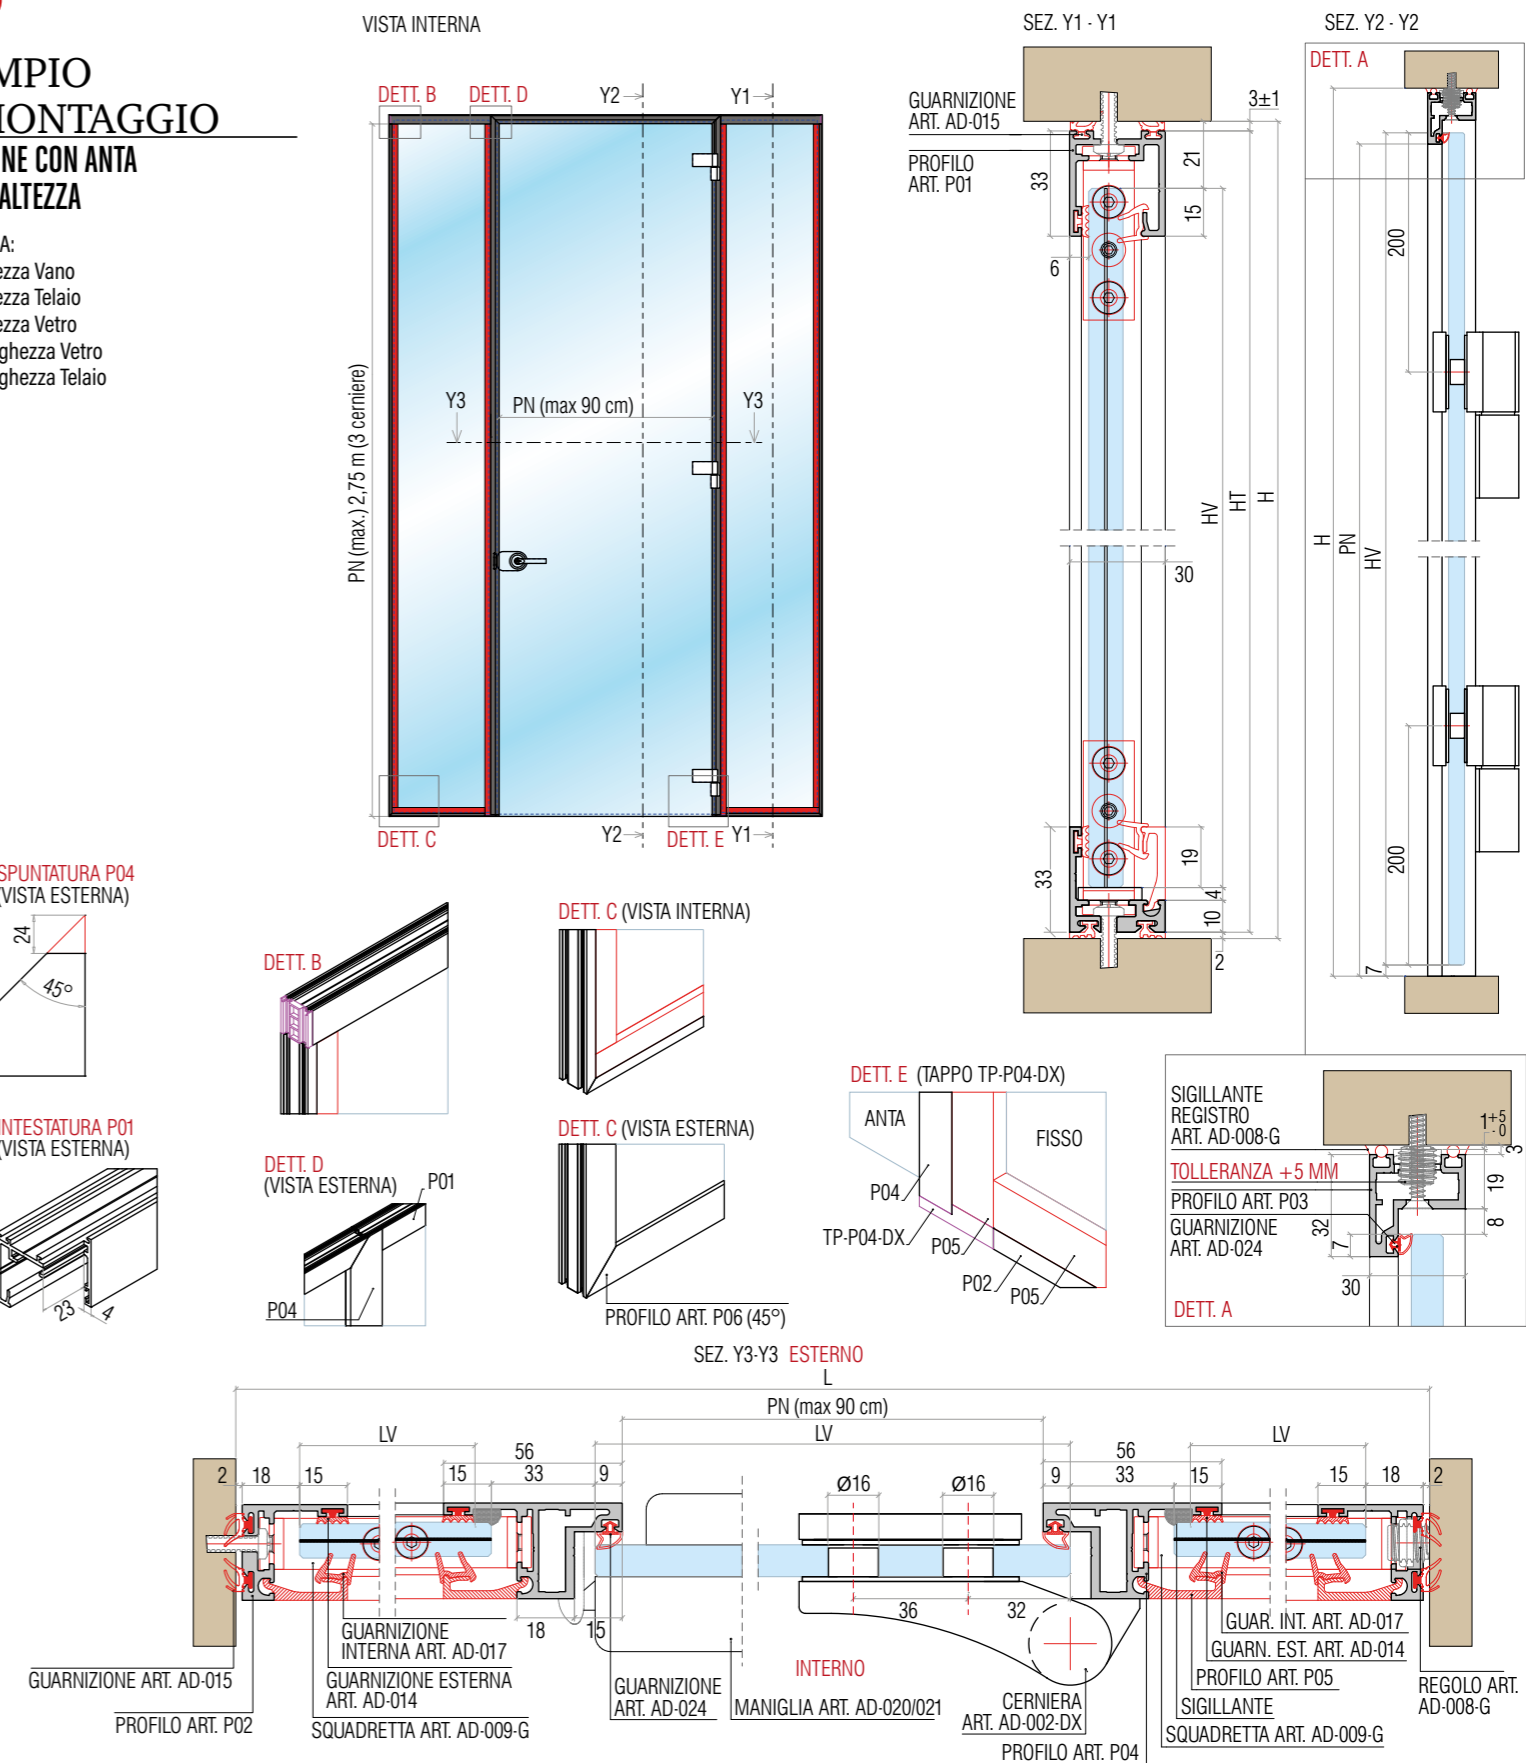 MPIO
MONTAGGIO
NE CON ANTA
ALTEZZA
A:
ezza Vano
ezza Telaio
ezza Vetro
ghezza Vetro
ghezza Telaio
VISTA INTERNA
DETT. B
DETT. D
Y2
Y1
PN (max.) 2,75 m (3 cerniere)
Y3
PN (max 90 cm)
Y3
DETT. C
Y2
DETT. E
Y1
SEZ. Y1 - Y1
GUARNIZIONE
ART. AD-015
PROFILO
ART. P01
3±1
21
33
15
6
HV
HT
H
30
19
33
4
10
2
SEZ. Y2 - Y2
DETT. A
200
H
PN
HV
200
7
SPUNTATURA P04
(VISTA ESTERNA)
24
45°
INTESTATURA P01
(VISTA ESTERNA)
23
4
DETT. B
DETT. D
(VISTA ESTERNA)
P01
P04
DETT. C (VISTA INTERNA)
DETT. C (VISTA ESTERNA)
PROFILO ART. P06 (45°)
DETT. E (TAPPO TP-P04-DX)
ANTA
FISSO
P04
TP-P04-DX
P05
P02
P05
SIGILLANTE
REGISTRO
ART. AD-008-G
TOLLERANZA +5 MM
PROFILO ART. P03
GUARNIZIONE
ART. AD-024
1 +5 -0
3
19
8
32
7
30
DETT. A
SEZ. Y3-Y3 ESTERNO
L
PN (max 90 cm)
LV
LV
LV
56
56
2
18
15
15
33
9
Ø16
Ø16
9
33
15
15
18
2
36
32
18
15
GUARNIZIONE
INTERNA ART. AD-017
GUARNIZIONE ART. AD-015
GUARNIZIONE ESTERNA
ART. AD-014
PROFILO ART. P02
SQUADRETTA ART. AD-009-G
GUARNIZIONE
ART. AD-024
INTERNO
MANIGLIA ART. AD-020/021
CERNIERA
ART. AD-002-DX
PROFILO ART. P04
GUAR. INT. ART. AD-017
GUARN. EST. ART. AD-014
PROFILO ART. P05
SIGILLANTE
SQUADRETTA ART. AD-009-G
REGOLO ART.
AD-008-G